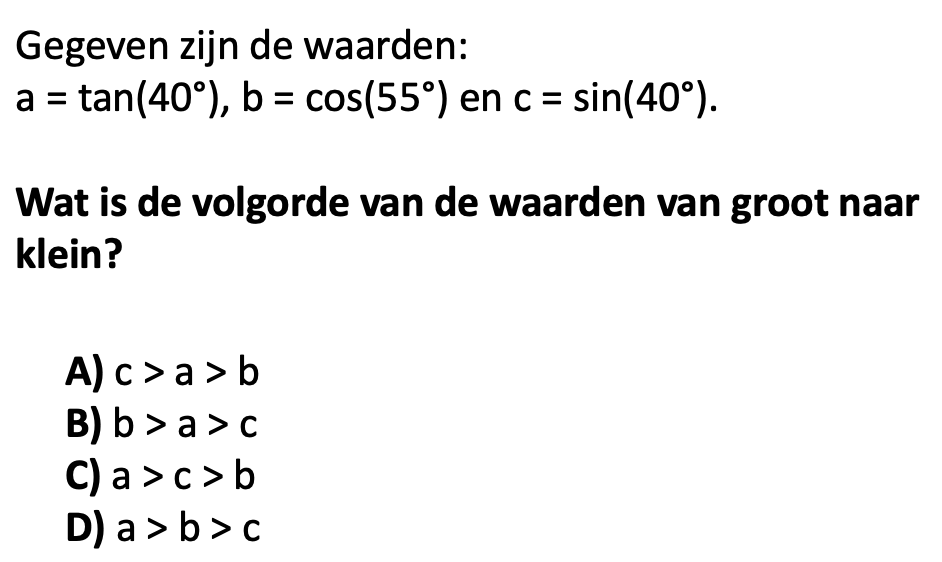 Gegeven zijn de waarden:
a = tan(40°), b = cos(55°) en c = sin(40°).
Wat is de volgorde van de waarden van groot naar
klein?
A) c > a > b
B) b > a > c
C) a > c > b
D) a > b > c